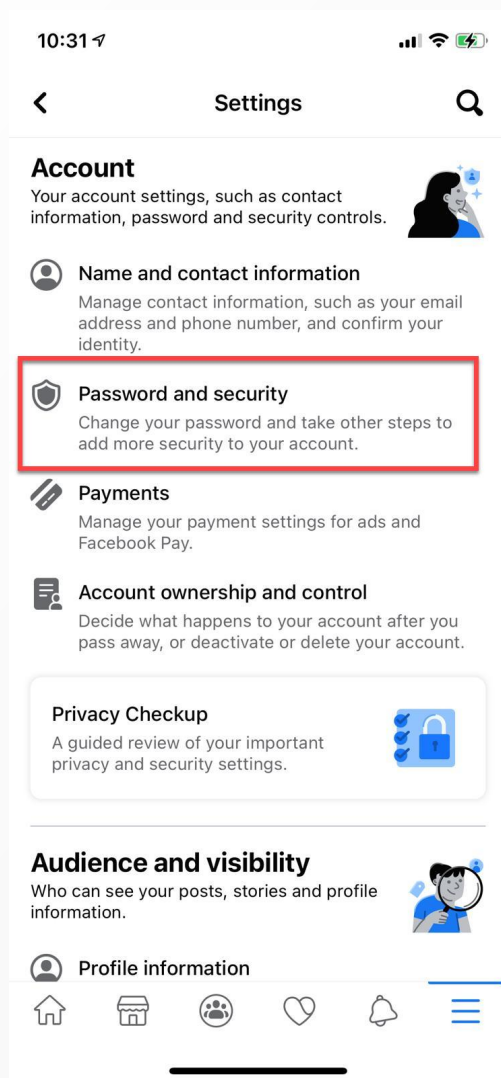 10:31
Settings
Account
Your account settings, such as contact
information, password and security controls.
Name and contact information
Manage contact information, such as your email
address and phone number, and confirm your
identity.
Password and security
Change your password and take other steps to
add more security to your account.
Payments
Manage your payment settings for ads and
Facebook Pay.
Account ownership and control
Decide what happens to your account after you
pass away, or deactivate or delete your account.
Privacy Checkup
A guided review of your important
privacy and security settings.
Audience and visibility
Who can see your posts, stories and profile
information.
Profile information